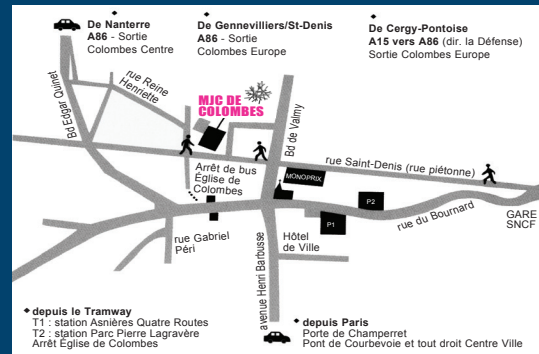 De Nanterre
A86 - Sortie
Colombes Centre
De Gennevilliers/St-Denis
A86 - Sortie
Colombes Europe
De Cergy-Pontoise
A15 vers A86 (dir. la Défense)
Sortie Colombes Europe
Bd Edgar Quinet
rue Reine
Henriette
MJC DE
COLOMBES
Bd de Valmy
rue Saint-Denis (rue piétonne)
Arrêt de bus
Église de
Colombes
MONOPRIX
P2
P1
rue du Bournard
GARE
SNCF
rue Gabriel
Péri
Hôtel
de Ville
avenue Henri Barbusse
depuis le Tramway
T1 : station Asnières Quatre Routes
T2 : station Parc Pierre Lagravère
Arrêt Église de Colombes
depuis Paris
Porte de Champerret
Pont de Courbevoie et tout droit Centre Ville